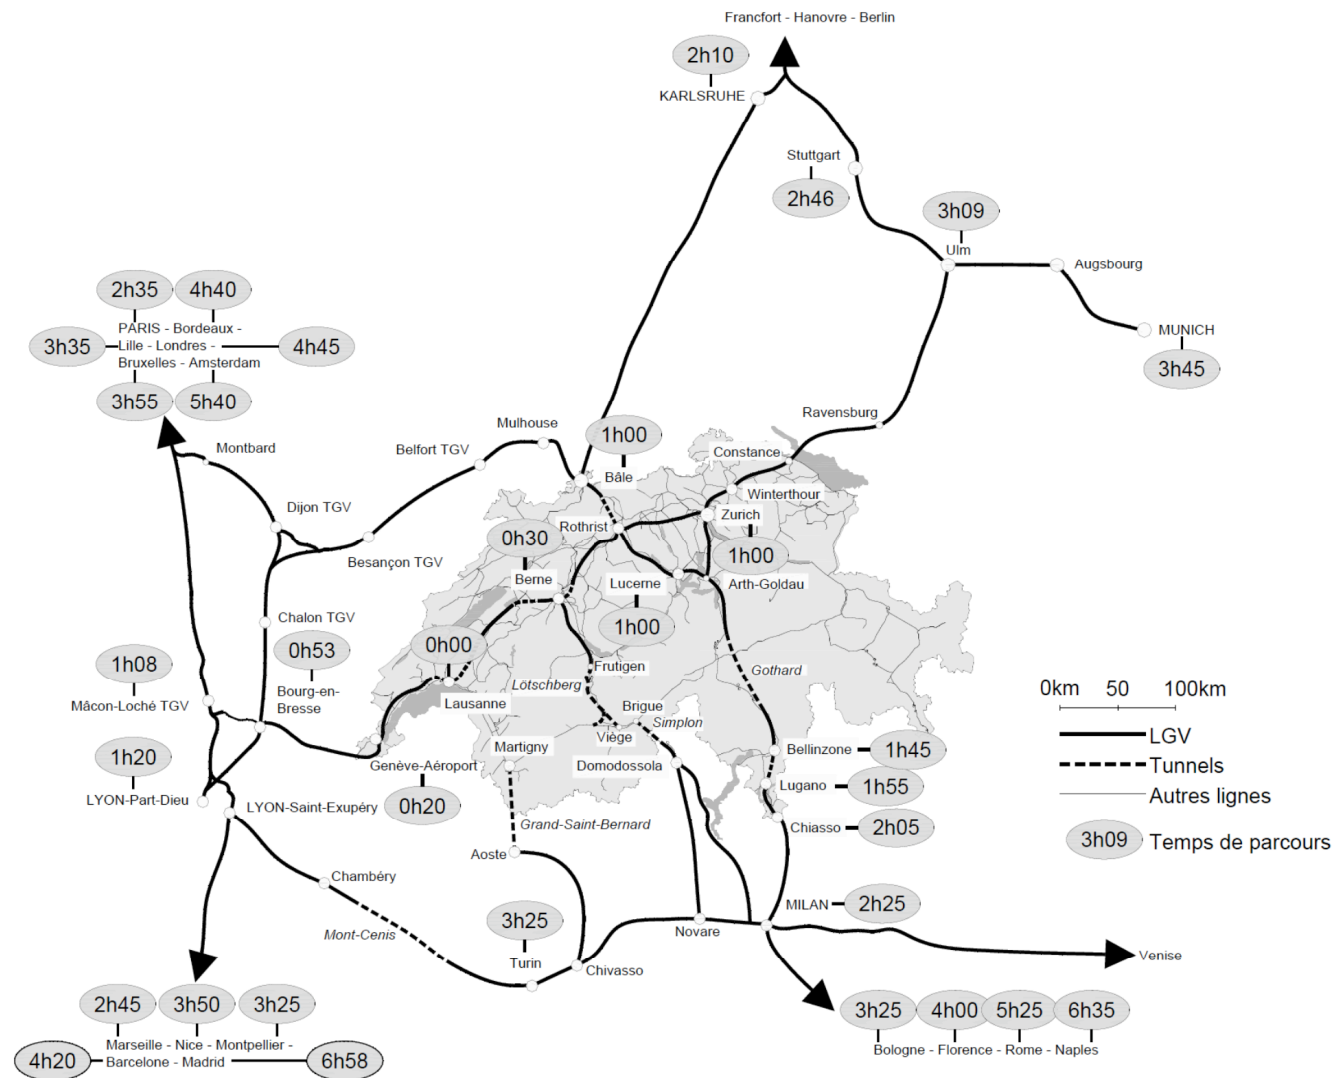 Francfort - Hanovre - Berlin
2h10
KARLSRUHE
Stuttgart
2h46
3h09
Ulm
Augsbourg
MUNICH
3h45
2h35 4h40
PARIS - Bordeaux -
3h35 Lille - Londres - 4h45
Bruxelles - Amsterdam
3h55 5h40
Montbard
Mulhouse
Belfort TGV
1h00
Bâle
Ravensburg
Constance
Winterthour
Dijon TGV
Besançon TGV
Rothrist
Zurich
1h00
0h30
Berne
Lucerne
1h00
Arth-Goldau
Chalon TGV
0h53
Bourg-en-
Bresse
0h00
Lausanne
1h08
Mâcon-Loché TGV
Frutigen
Lötschberg
Gothard
Brigue
Simplon
Viège
Martigny
Domodossola
Bellinzone 1h45
Lugano 1h55
Chiasso 2h05
1h20
LYON-Part-Dieu
LYON-Saint-Exupéry
Genève-Aéroport
0h20
Grand-Saint-Bernard
Aoste
Chambéry
Mont-Cenis
3h25
Turin
Chivasso
Novare
MILAN 2h25
Venise
2h45 3h50 3h25
Marseille - Nice - Montpellier -
4h20 Barcelone - Madrid 6h58
3h25 4h00 5h25 6h35
Bologne - Florence - Rome - Naples
0km 50 100km
LGV
Tunnels
Autres lignes
3h09 Temps de parcours